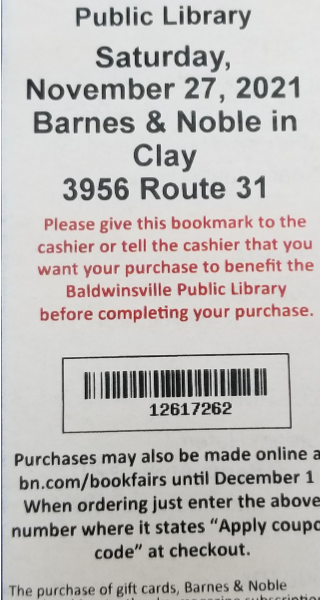 Public Library
Saturday,
November 27, 2021
Barnes & Noble in
Clay
3956 Route 31
Please give this bookmark to the
cashier or tell the cashier that you
want your purchase to benefit the
Baldwinsville Public Library
before completing your purchase.
12617262
Purchases may also be made online a
bn.com/bookfairs until December 1
When ordering just enter the above
number where it states “Apply coupo
code” at checkout.
The purchase of gift cards, Barnes & Noble